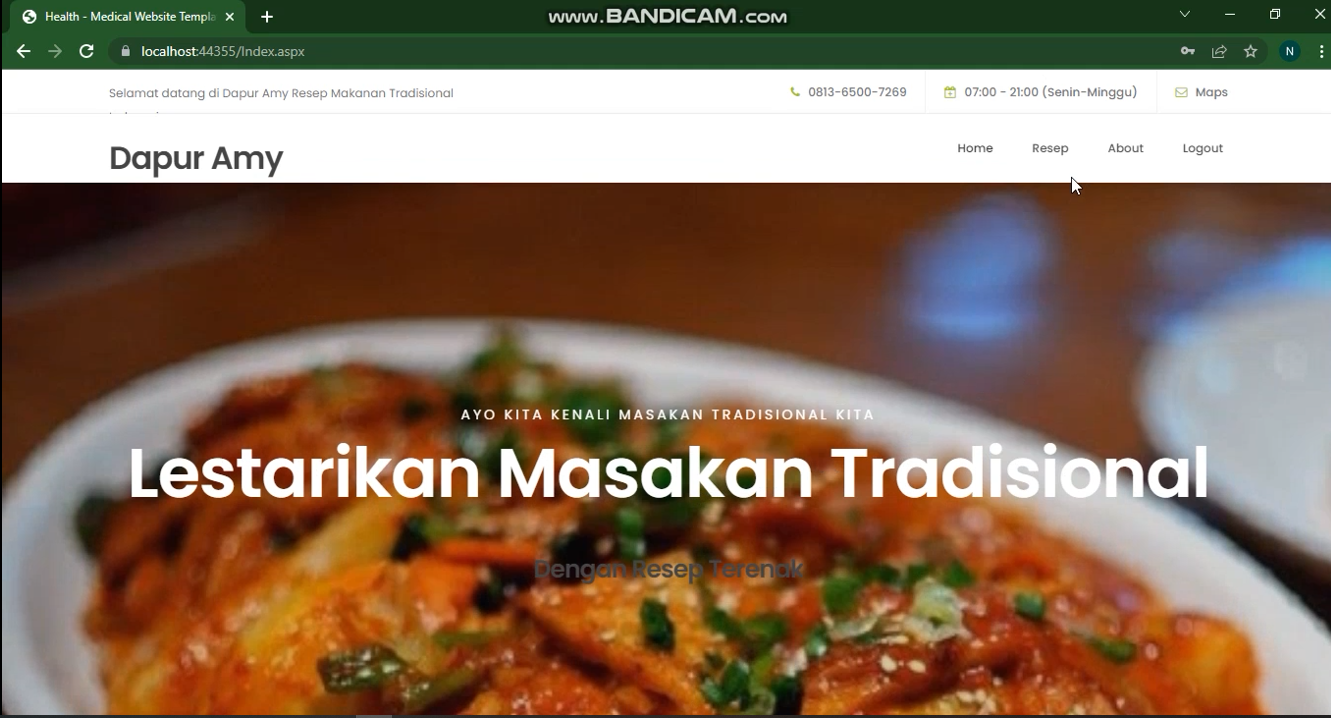 Health - Medical Website Templa
www.BANDICAM.com
localhost:44355/Index.aspx
N
Selamat datang di Dapur Amy Resep Makanan Tradisional
0813-6500-7269
07:00 - 21:00 (Senin-Minggu)
Maps
Dapur Amy
Home
Resep
About
Logout
AYO KITA KENALI MASAKAN TRADISIONAL KITA
Lestarikan Masakan Tradisional
Dengan Resep Terenak